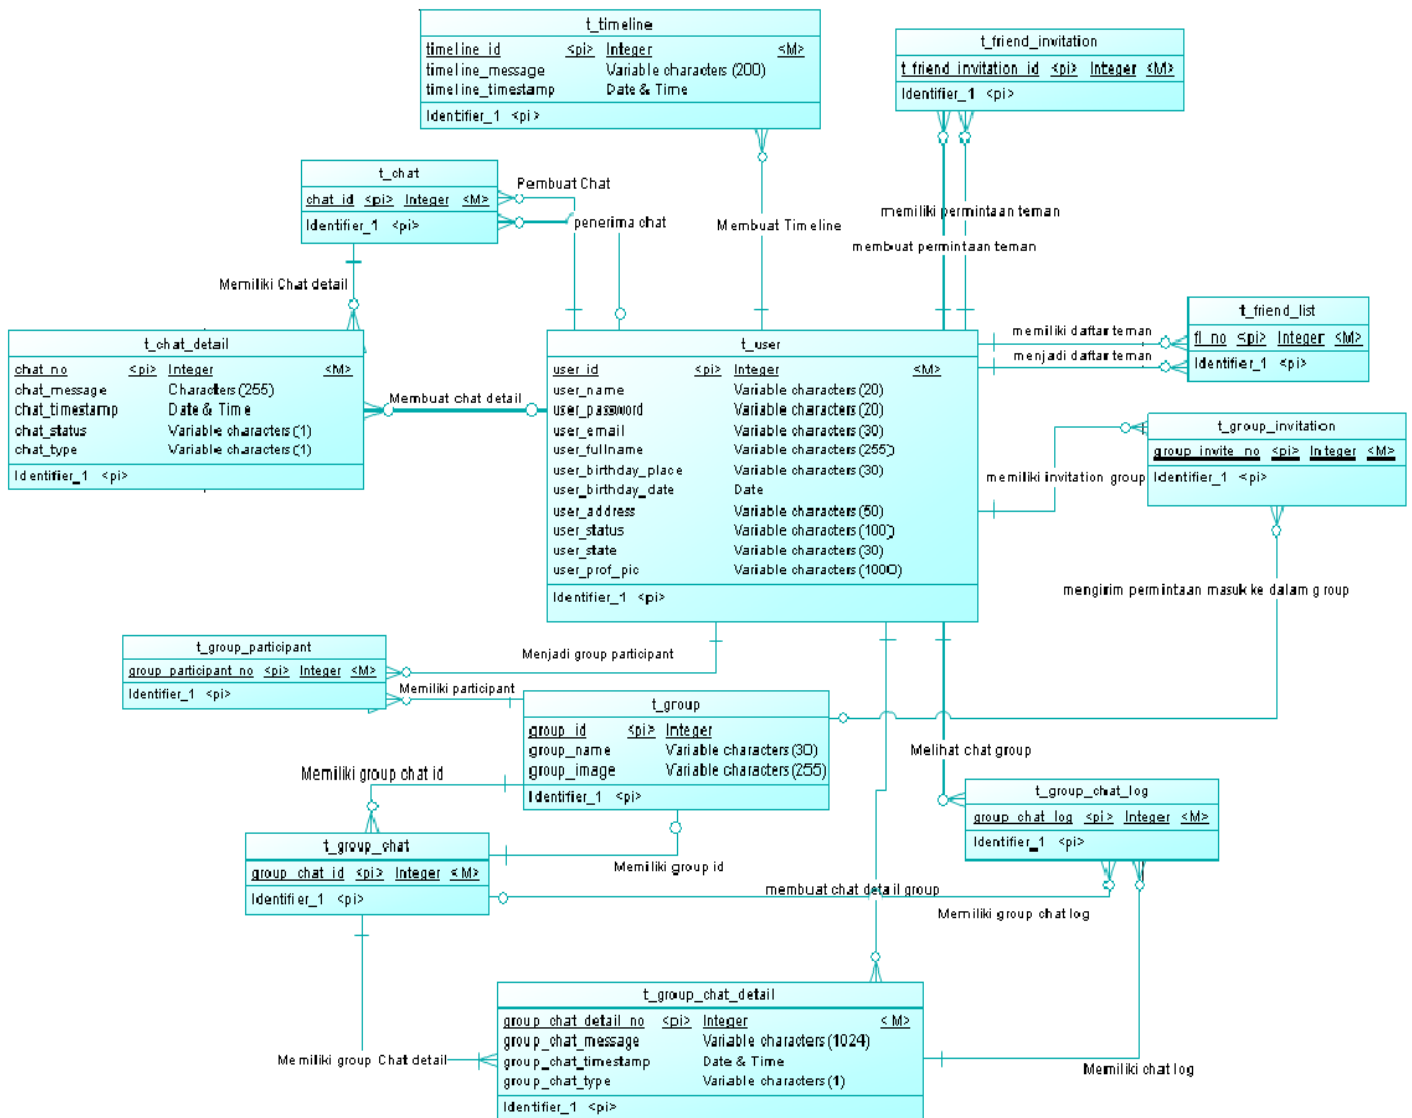 t_timeline
timeline_id <pi> Integer <M>
timeline_message Variable characters (200)
timeline_timestamp Date & Time
Identifier_1 <pi>
t_friend_invitation
t_friend_invitation_id <pi> Integer <M>
Identifier_1 <pi>
t_chat
chat_id <pi> Integer <M>
Identifier_1 <pi>
Pembuat Chat
penerima chat
Membuat Timeline
memiliki permintaan teman
membuat permintaan teman
Memiliki Chat detail
t_friend_list
fl_no <pi> Integer <M>
Identifier_1 <pi>
memiliki daftar teman
menjadi daftar teman
t_chat_detail
chat_no <pi> Integer <M>
chat_message Characters (255)
chat_timestamp Date & Time
chat_status Variable characters (1)
chat_type Variable characters (1)
Identifier_1 <pi>
Membuat chat detail
t_user
user_id <pi> Integer <M>
user_name Variable characters (20)
user_password Variable characters (20)
user_email Variable characters (30)
user_fullname Variable characters (255)
user_birthday_place Variable characters (30)
user_birthday_date Date
user_address Variable characters (50)
user_status Variable characters (100)
user_state Variable characters (30)
user_prof_pic Variable characters (1000)
Identifier_1 <pi>
t_group_invitation
group_invite_no <pi> Integer <M>
Identifier_1 <pi>
memiliki invitation group
mengirim permintaan masuk ke dalam group
t_group_participant
group_participant_no <pi> Integer <M>
Identifier_1 <pi>
Menjadi group participant
Memiliki participant
t_group
group_id <pi> Integer
group_name Variable characters (30)
group_image Variable characters (255)
Identifier_1 <pi>
Melihat chat group
Memiliki group chat id
t_group_chat_log
group_chat_log <pi> Integer <M>
Identifier_1 <pi>
t_group_chat
group_chat_id <pi> Integer <M>
Identifier_1 <pi>
Memiliki group id
membuat chat detail group
Memiliki group chat log
t_group_chat_detail
group_chat_detail_no <pi> Integer <M>
group_chat_message Variable characters (1024)
group_chat_timestamp Date & Time
group_chat_type Variable characters (1)
Identifier_1 <pi>
Memiliki group Chat detail
Memiliki chat log